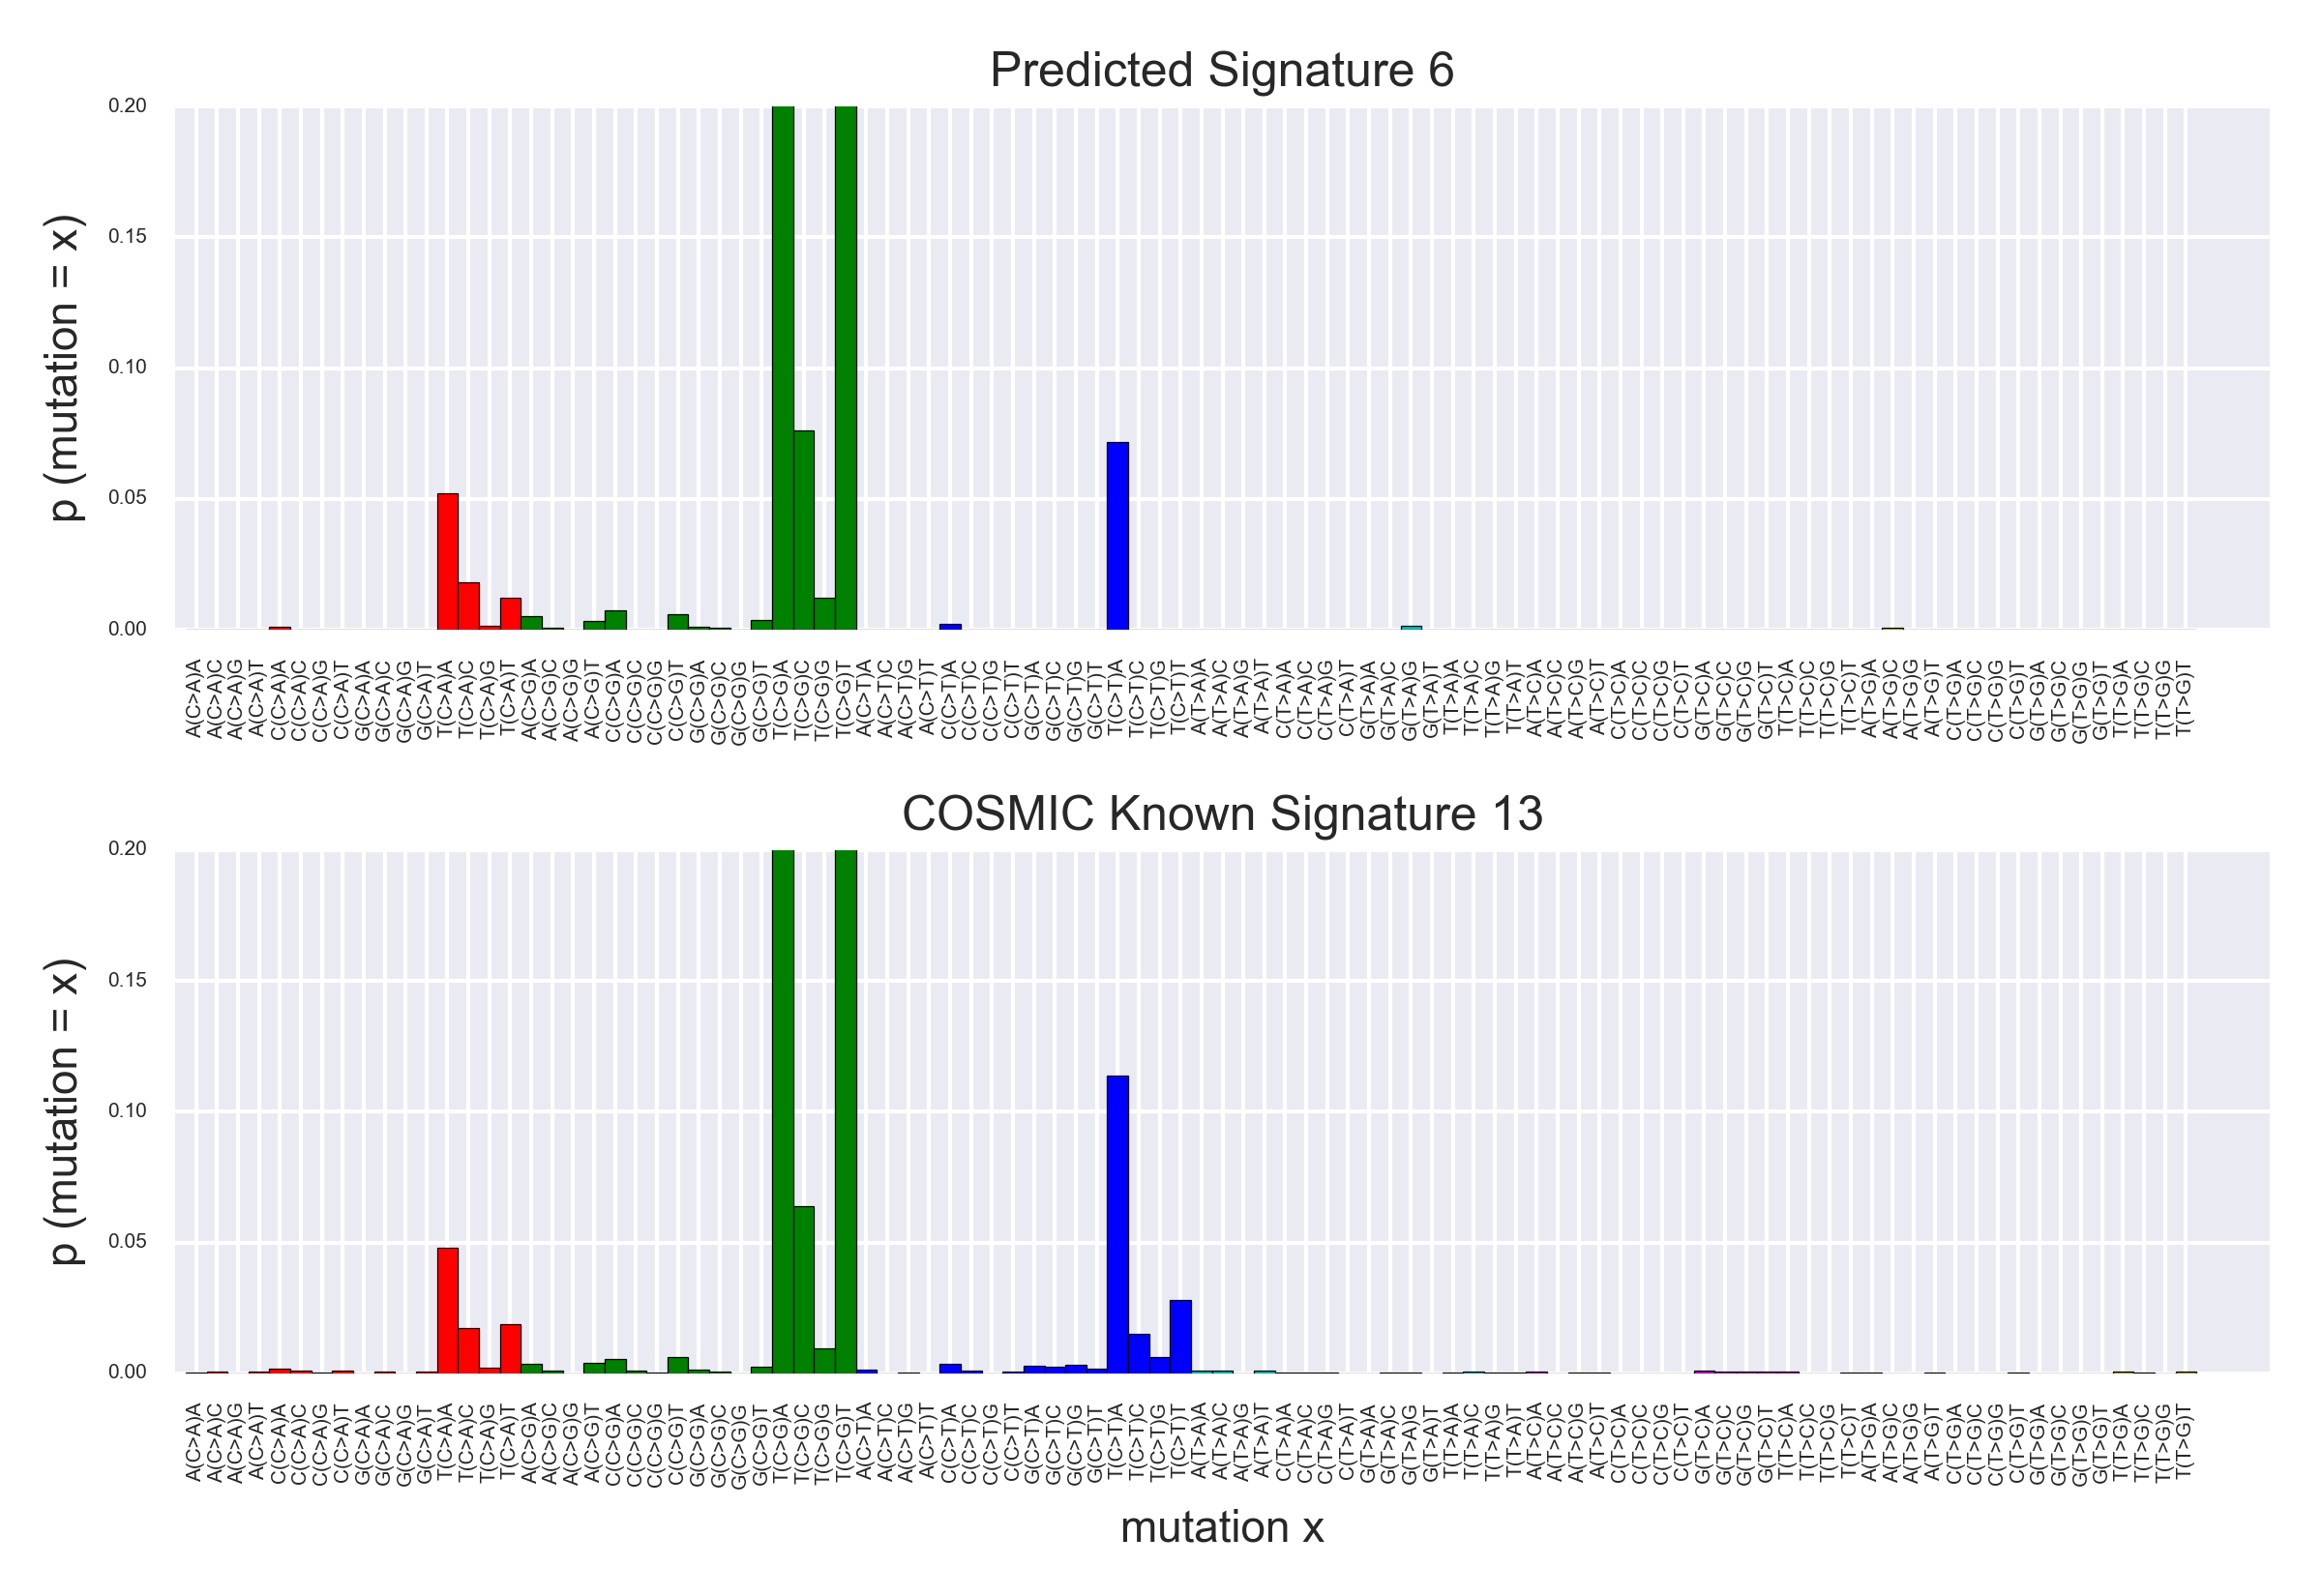 Predicted Signature 6
p (mutation = x)
0.20
0.15
0.10
0.05
0.00
A(C>A)A A(C>A)C A(C>A)G A(C>A)T C(C>A)A C(C>A)C C(C>A)G C(C>A)T G(C>A)A G(C>A)C G(C>A)G G(C>A)T T(C>A)A T(C>A)C T(C>A)G T(C>A)T A(C>G)A A(C>G)C A(C>G)G A(C>G)T C(C>G)A C(C>G)C C(C>G)G C(C>G)T G(C>G)A G(C>G)C G(C>G)G G(C>G)T T(C>G)A T(C>G)C T(C>G)G T(C>G)T A(C>T)A A(C>T)C A(C>T)G A(C>T)T C(C>T)A C(C>T)C C(C>T)G C(C>T)T G(C>T)A G(C>T)C G(C>T)G G(C>T)T T(C>T)A T(C>T)C T(C>T)G T(C>T)T A(T>A)A A(T>A)C A(T>A)G A(T>A)T C(T>A)A C(T>A)C C(T>A)G C(T>A)T G(T>A)A G(T>A)C G(T>A)G G(T>A)T T(T>A)A T(T>A)C T(T>A)G T(T>A)T A(T>C)A A(T>C)C A(T>C)G A(T>C)T C(T>C)A C(T>C)C C(T>C)G C(T>C)T G(T>C)A G(T>C)C G(T>C)G G(T>C)T T(T>C)A T(T>C)C T(T>C)G T(T>C)T A(T>G)A A(T>G)C A(T>G)G A(T>G)T C(T>G)A C(T>G)C C(T>G)G C(T>G)T G(T>G)A G(T>G)C G(T>G)G G(T>G)T T(T>G)A T(T>G)C T(T>G)G T(T>G)T
COSMIC Known Signature 13
p (mutation = x)
0.20
0.15
0.10
0.05
0.00
A(C>A)A A(C>A)C A(C>A)G A(C>A)T C(C>A)A C(C>A)C C(C>A)G C(C>A)T G(C>A)A G(C>A)C G(C>A)G G(C>A)T T(C>A)A T(C>A)C T(C>A)G T(C>A)T A(C>G)A A(C>G)C A(C>G)G A(C>G)T C(C>G)A C(C>G)C C(C>G)G C(C>G)T G(C>G)A G(C>G)C G(C>G)G G(C>G)T T(C>G)A T(C>G)C T(C>G)G T(C>G)T A(C>T)A A(C>T)C A(C>T)G A(C>T)T C(C>T)A C(C>T)C C(C>T)G C(C>T)T G(C>T)A G(C>T)C G(C>T)G G(C>T)T T(C>T)A T(C>T)C T(C>T)G T(C>T)T A(T>A)A A(T>A)C A(T>A)G A(T>A)T C(T>A)A C(T>A)C C(T>A)G C(T>A)T G(T>A)A G(T>A)C G(T>A)G G(T>A)T T(T>A)A T(T>A)C T(T>A)G T(T>A)T A(T>C)A A(T>C)C A(T>C)G A(T>C)T C(T>C)A C(T>C)C C(T>C)G C(T>C)T G(T>C)A G(T>C)C G(T>C)G G(T>C)T T(T>C)A T(T>C)C T(T>C)G T(T>C)T A(T>G)A A(T>G)C A(T>G)G A(T>G)T C(T>G)A C(T>G)C C(T>G)G C(T>G)T G(T>G)A G(T>G)C G(T>G)G G(T>G)T T(T>G)A T(T>G)C T(T>G)G T(T>G)T
mutation x